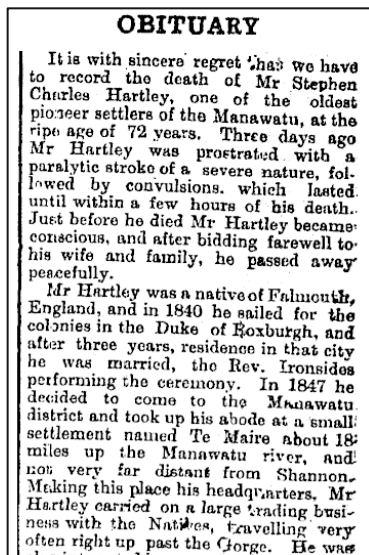 OBITUARY
It is with sincere regret that we have
to record the death of Mr Stephen
Charles Hartley, one of the oldest
pioneer settlers of the Manawatu, at the
ripe age of 72 years. Three days ago
Mr Hartley was prostrated with a
paralytic stroke of a severe nature, fol-
lowed by convulsions, which lasted
until within a few hours of his death.
Just before he died Mr Hartley became
conscious, and after bidding farewell to
his wife and family, he passed away
peacefully.
Mr Hartley was a native of Falmouth,
England, and in 1840 he sailed for the
colonies in the Duke of Roxburgh, and
after three years, residence in that city
he was married, the Rev. Ironsides
performing the ceremony. In 1847 he
decided to come to the Manawatu
district and took up his abode at a small
settlement named Te Maire about 18
miles up the Manawatu river, and
not very far distant from Shannon.
Making this place his headquarters, Mr
Hartley carried on a large trading busi-
ness with the Natives, travelling very
often right up past the Gorge. He was